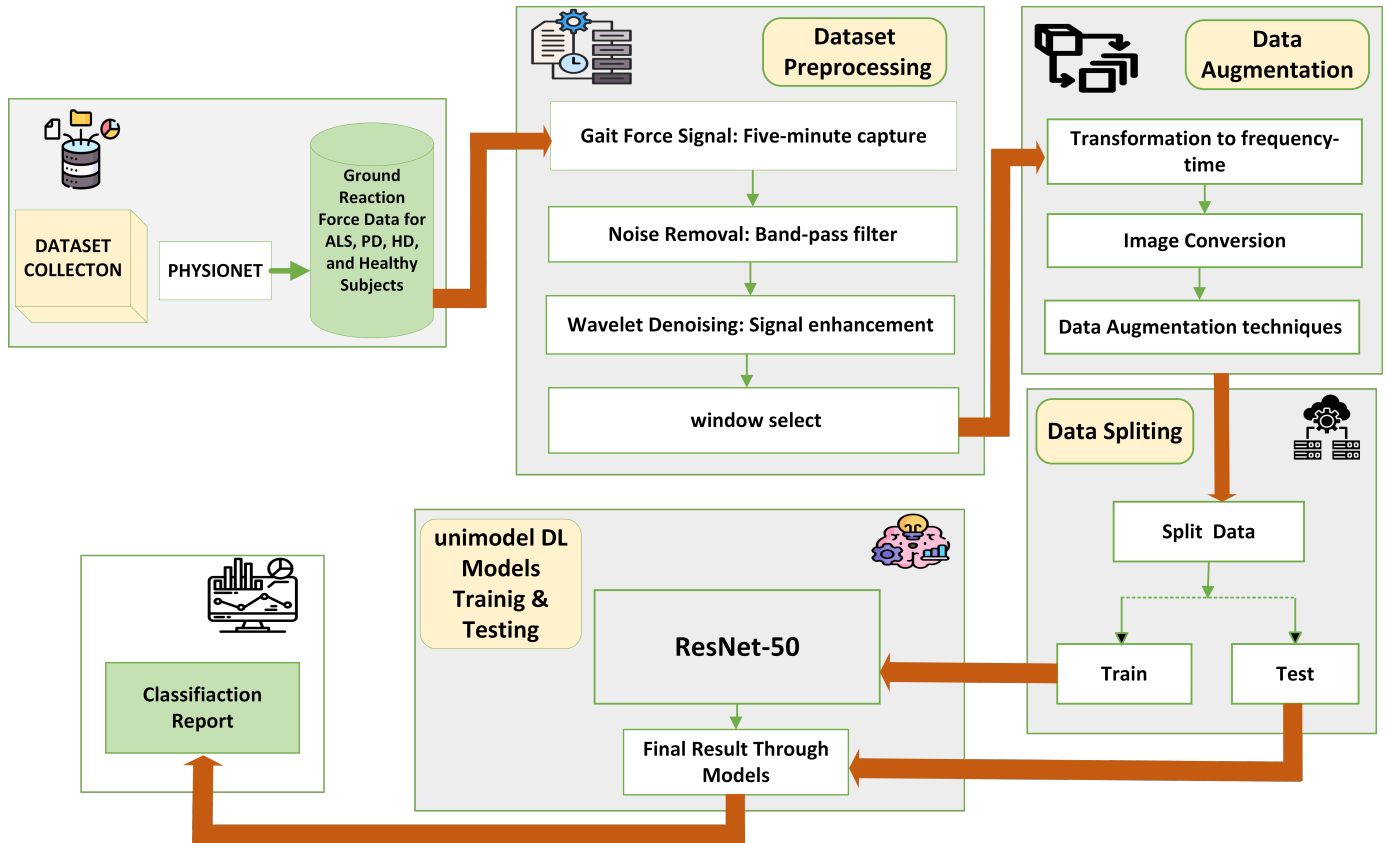 DATASET
COLLECTON
PHYSIONET
Ground
Reaction
Force Data for
ALS, PD, HD,
and Healthy
Subjects
Dataset
Preprocessing
Gait Force Signal: Five-minute capture
Noise Removal: Band-pass filter
Wavelet Denoising: Signal enhancement
window select
Data
Augmentation
Transformation to frequency-
time
Image Conversion
Data Augmentation techniques
Data Spliting
Split Data
Train
Test
unimodel DL
Models
Trainig &
Testing
ResNet-50
Final Result Through
Models
Classifiaction
Report